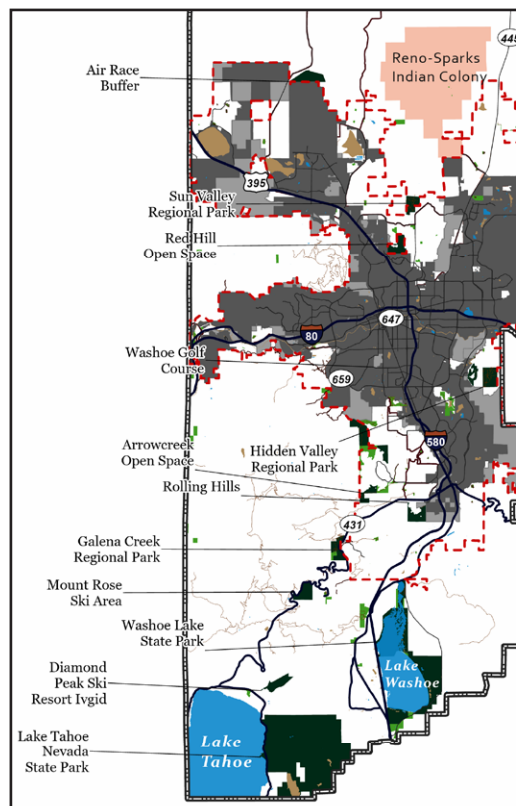 445
Reno-Sparks
Indian Colony
Air Race
Buffer
395
Sun Valley
Regional Park
Red Hill
Open Space
647
80
Washoe Golf
Course
659
580
Arrowcreek
Open Space
Hidden Valley
Regional Park
Rolling Hills
431
Galena Creek
Regional Park
Mount Rose
Ski Area
Washoe Lake
State Park
Lake
Washoe
Diamond
Peak Ski
Resort Ivgid
Lake Tahoe
Nevada
State Park
Lake
Tahoe